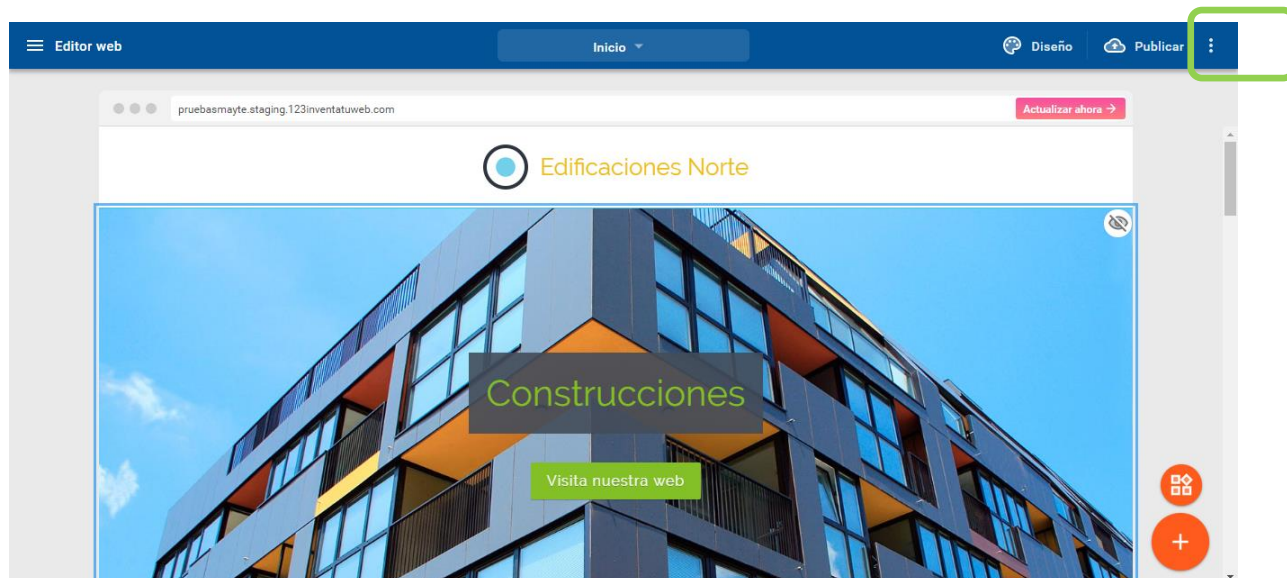 Editor web
Inicio
Diseño
Publicar
pruebasmayte.staging.123inventatuweb.com
Actualizar ahora →
Edificaciones Norte
Construcciones
Visita nuestra web